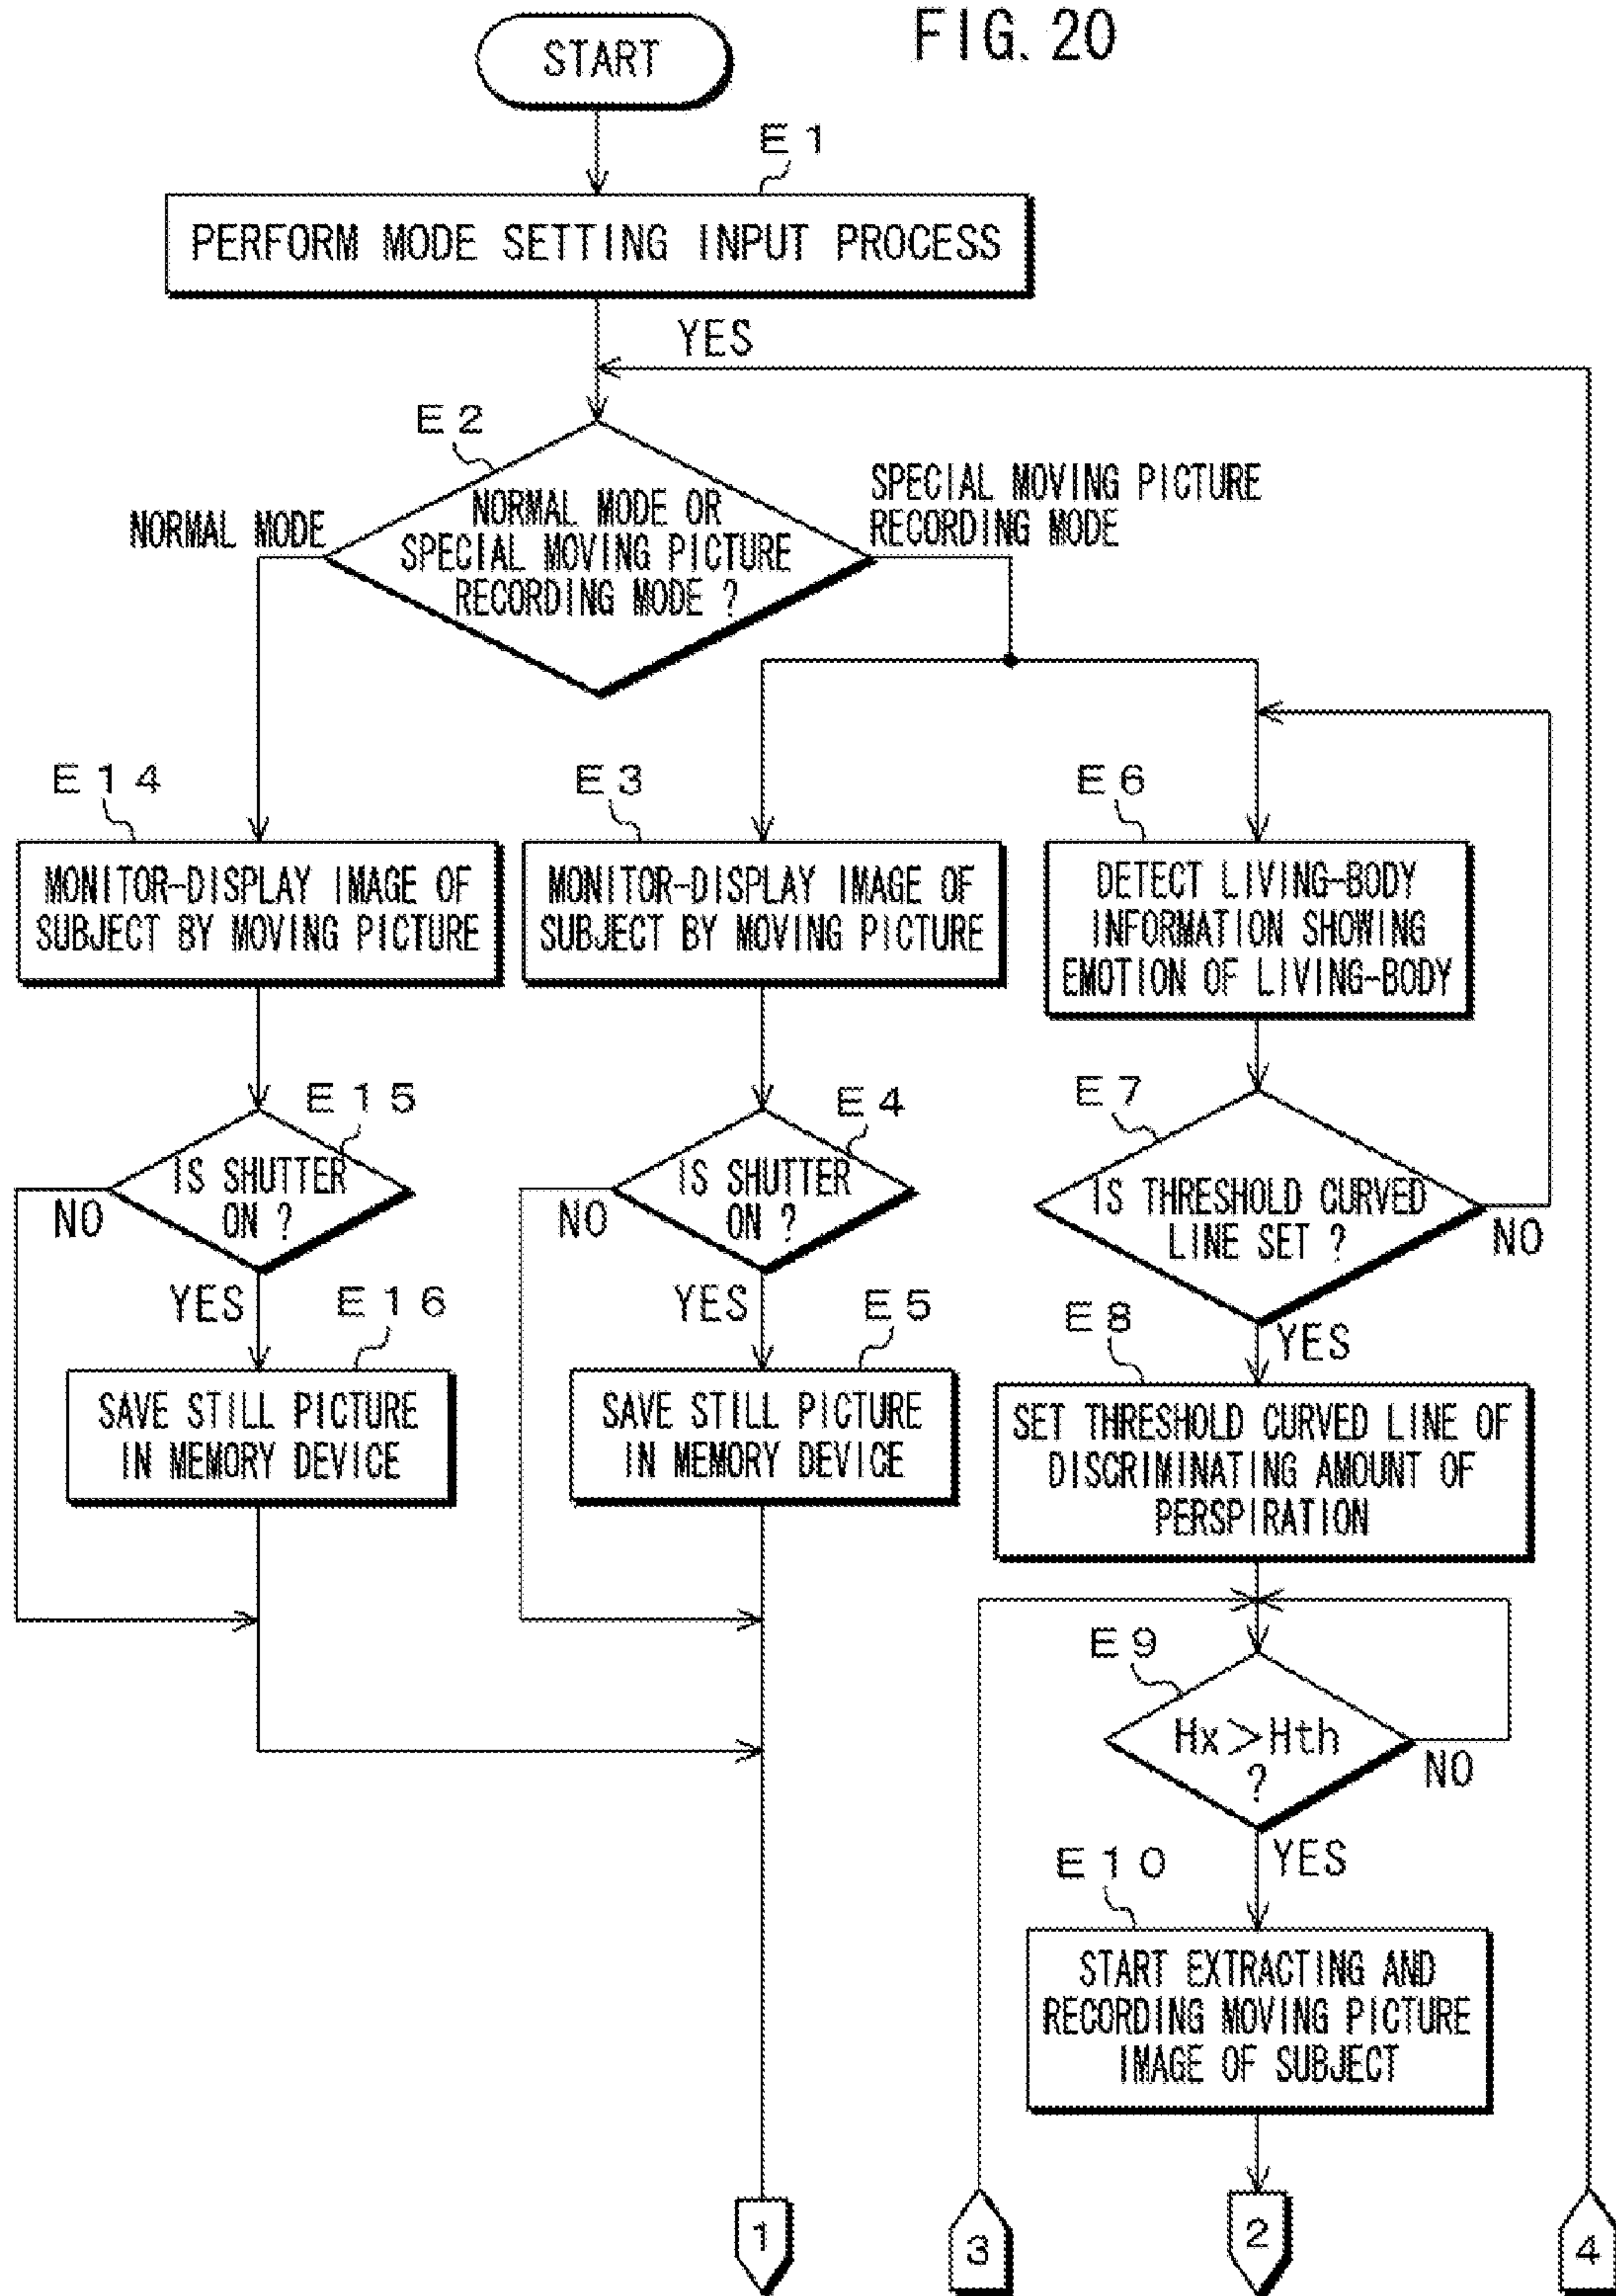 FIG. 20
START
E1
PERFORM MODE SETTING INPUT PROCESS
YES
E2
NORMAL MODE
NORMAL MODE OR
SPECIAL MOVING PICTURE
RECORDING MODE ?
SPECIAL MOVING PICTURE
RECORDING MODE
E14
MONITOR-DISPLAY IMAGE OF
SUBJECT BY MOVING PICTURE
E3
MONITOR-DISPLAY IMAGE OF
SUBJECT BY MOVING PICTURE
E6
DETECT LIVING-BODY
INFORMATION SHOWING
EMOTION OF LIVING-BODY
E15
IS SHUTTER
ON ?
NO
YES
E4
IS SHUTTER
ON ?
NO
YES
E7
IS THRESHOLD CURVED
LINE SET ?
NO
YES
E16
SAVE STILL PICTURE
IN MEMORY DEVICE
E5
SAVE STILL PICTURE
IN MEMORY DEVICE
E8
SET THRESHOLD CURVED LINE OF
DISCRIMINATING AMOUNT OF
PERSPIRATION
E9
Hx>Hth
?
NO
YES
E10
START EXTRACTING AND
RECORDING MOVING PICTURE
IMAGE OF SUBJECT
1
3
2
4